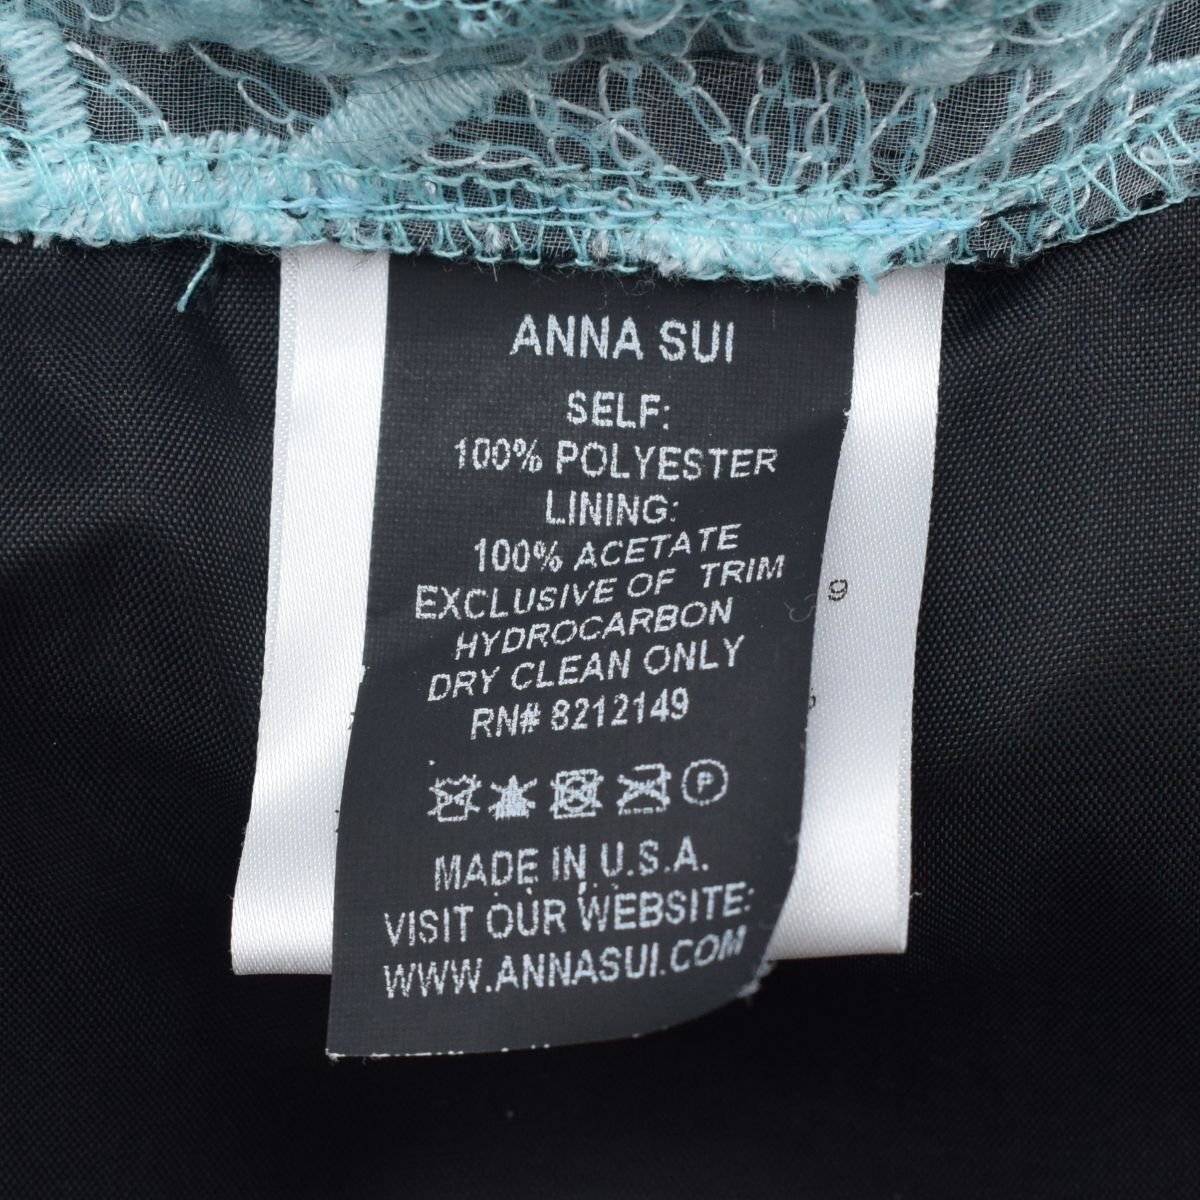 ANNA SUI
SELF:
100% POLYESTER
LINING:
100% ACETATE
EXCLUSIVE OF TRIM
HYDROCARBON
DRY CLEAN ONLY
RN# 8212149
P
MADE IN U.S.A.
VISIT OUR WEBSITE:
WWW.ANNASUI.COM